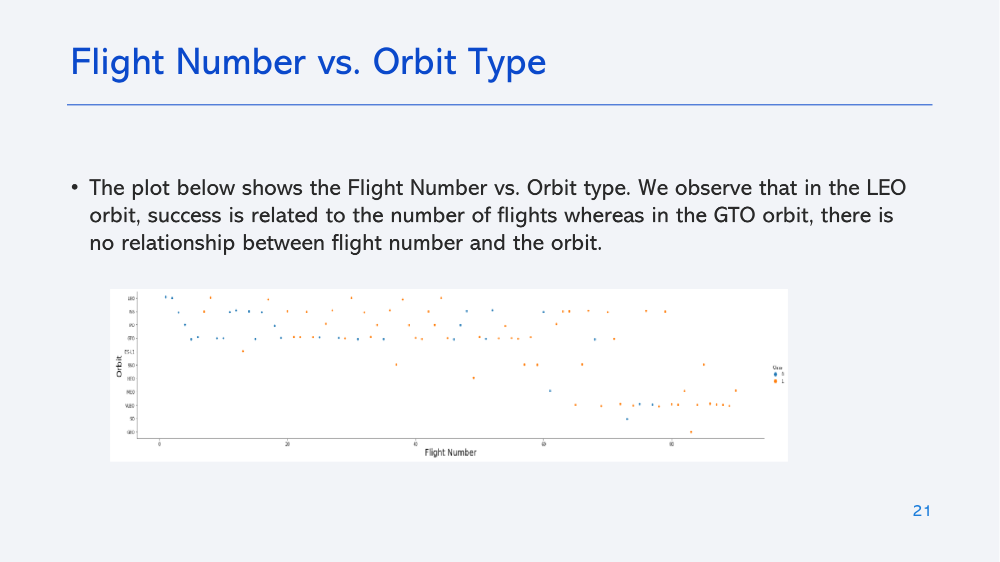 Flight Number vs. Orbit Type
• The plot below shows the Flight Number vs. Orbit type. We observe that in the LEO
orbit, success is related to the number of flights whereas in the GTO orbit, there is
no relationship between flight number and the orbit.
LEO
ISS
PO
GTO
ES-L1
SSO
HEO
MEO
VLEO
SO
GEO
Orbit
0 20 40 60 80
Flight Number
Class
0
1
21